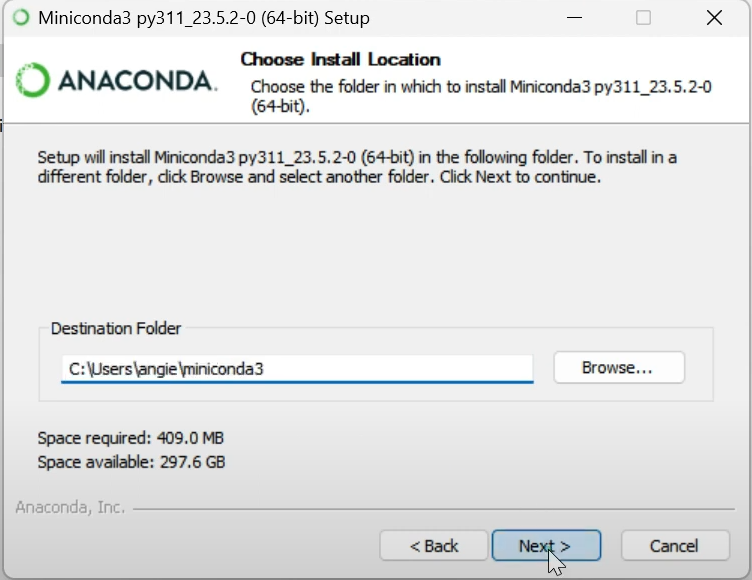 Miniconda3 py311_23.5.2-0 (64-bit) Setup
ANACONDA.
Choose Install Location
Choose the folder in which to install Miniconda3 py311_23.5.2-0
(64-bit).
Setup will install Miniconda3 py311_23.5.2-0 (64-bit) in the following folder. To install in a
different folder, click Browse and select another folder. Click Next to continue.
Destination Folder
C:\Users\angie\miniconda3
Browse...
Space required: 409.0 MB
Space available: 297.6 GB
Anaconda, Inc.
< Back
Next >
Cancel